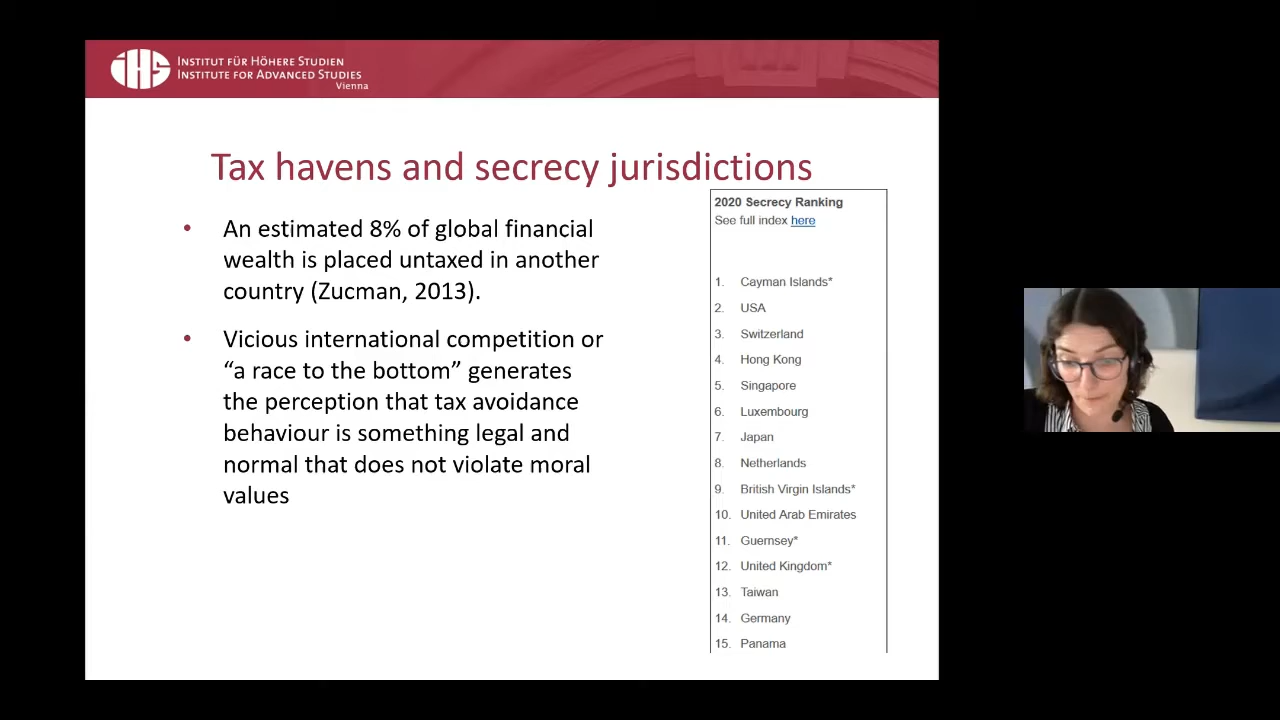 iHS
INSTITUT FÜR HÖHERE STUDIEN
INSTITUTE FOR ADVANCED STUDIES
Vienna
Tax havens and secrecy jurisdictions
• An estimated 8% of global financial
wealth is placed untaxed in another
country (Zucman, 2013).
• Vicious international competition or
“a race to the bottom” generates
the perception that tax avoidance
behaviour is something legal and
normal that does not violate moral
values
2020 Secrecy Ranking
See full index here
1. Cayman Islands*
2. USA
3. Switzerland
4. Hong Kong
5. Singapore
6. Luxembourg
7. Japan
8. Netherlands
9. British Virgin Islands*
10. United Arab Emirates
11. Guernsey*
12. United Kingdom*
13. Taiwan
14. Germany
15. Panama